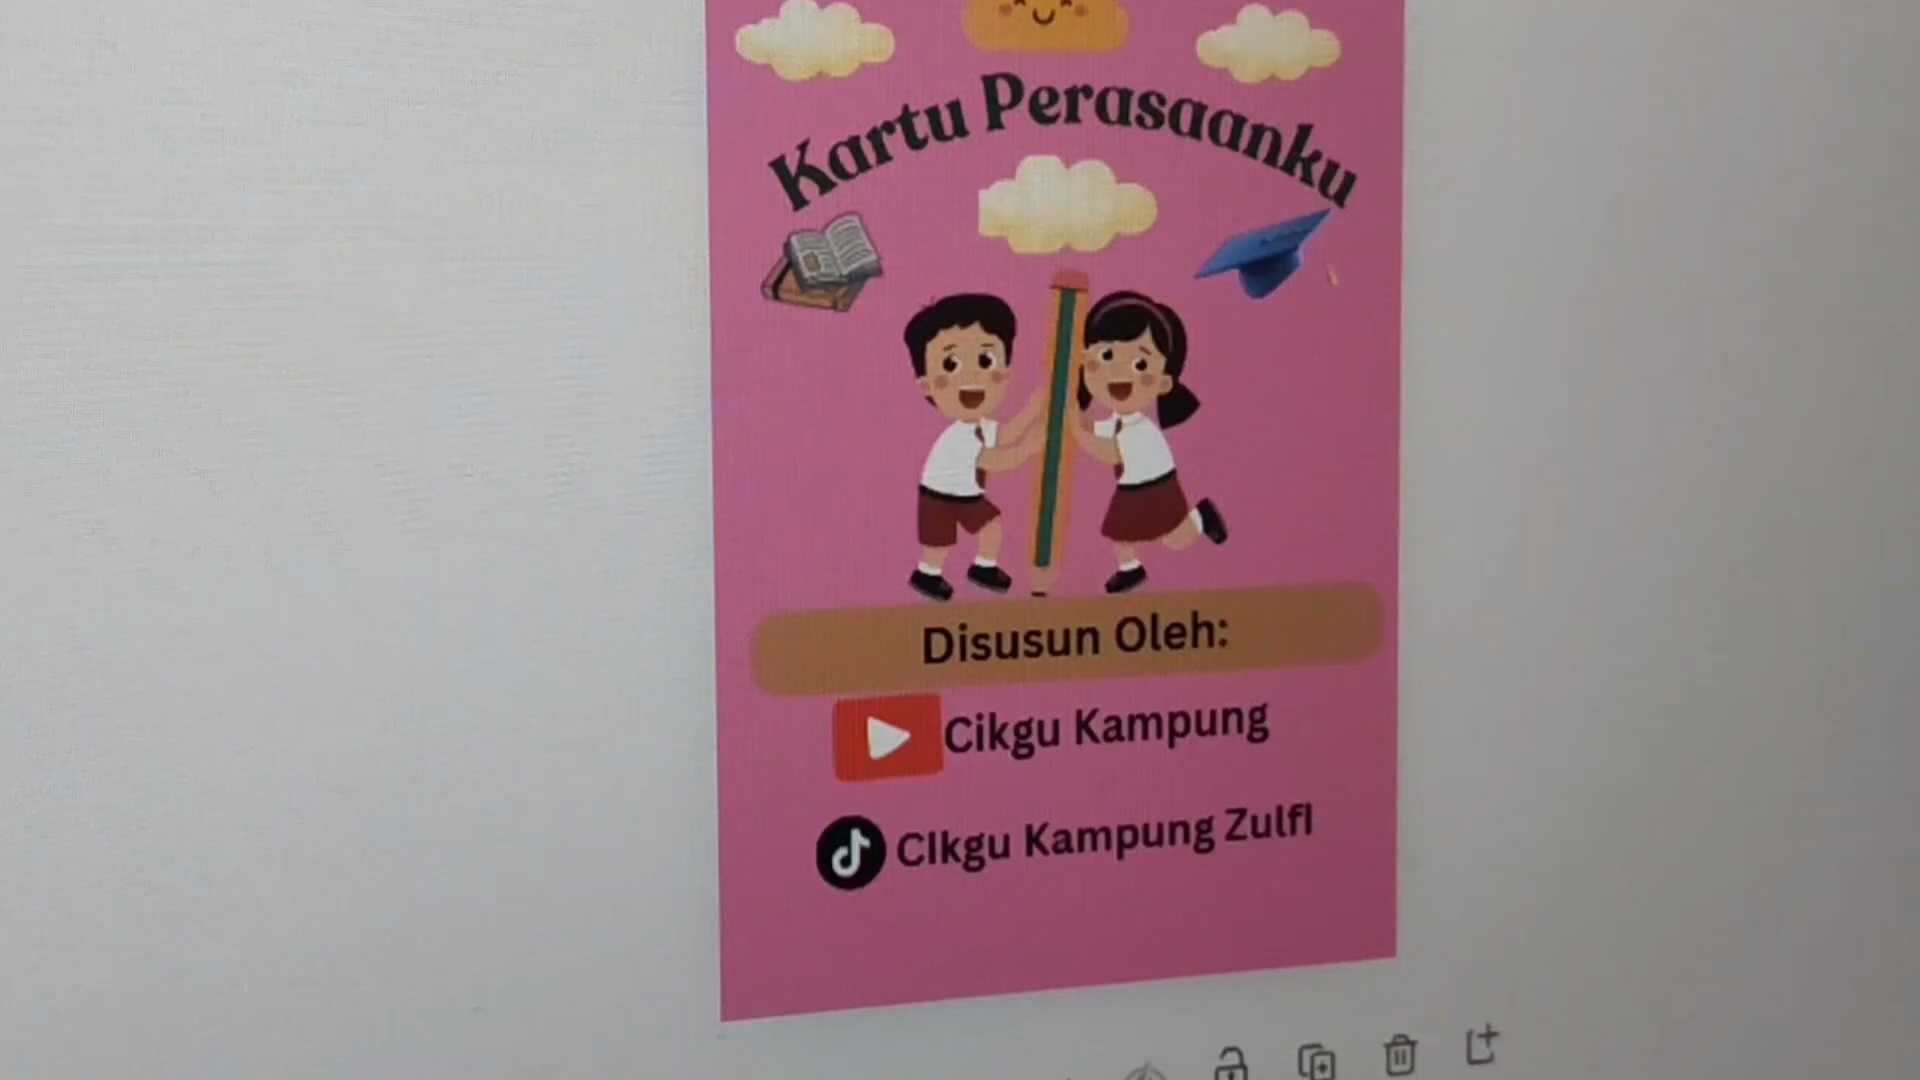 Kartu Perasaanku
Disusun Oleh:
Cikgu Kampung
Cikgu Kampung Zulfi